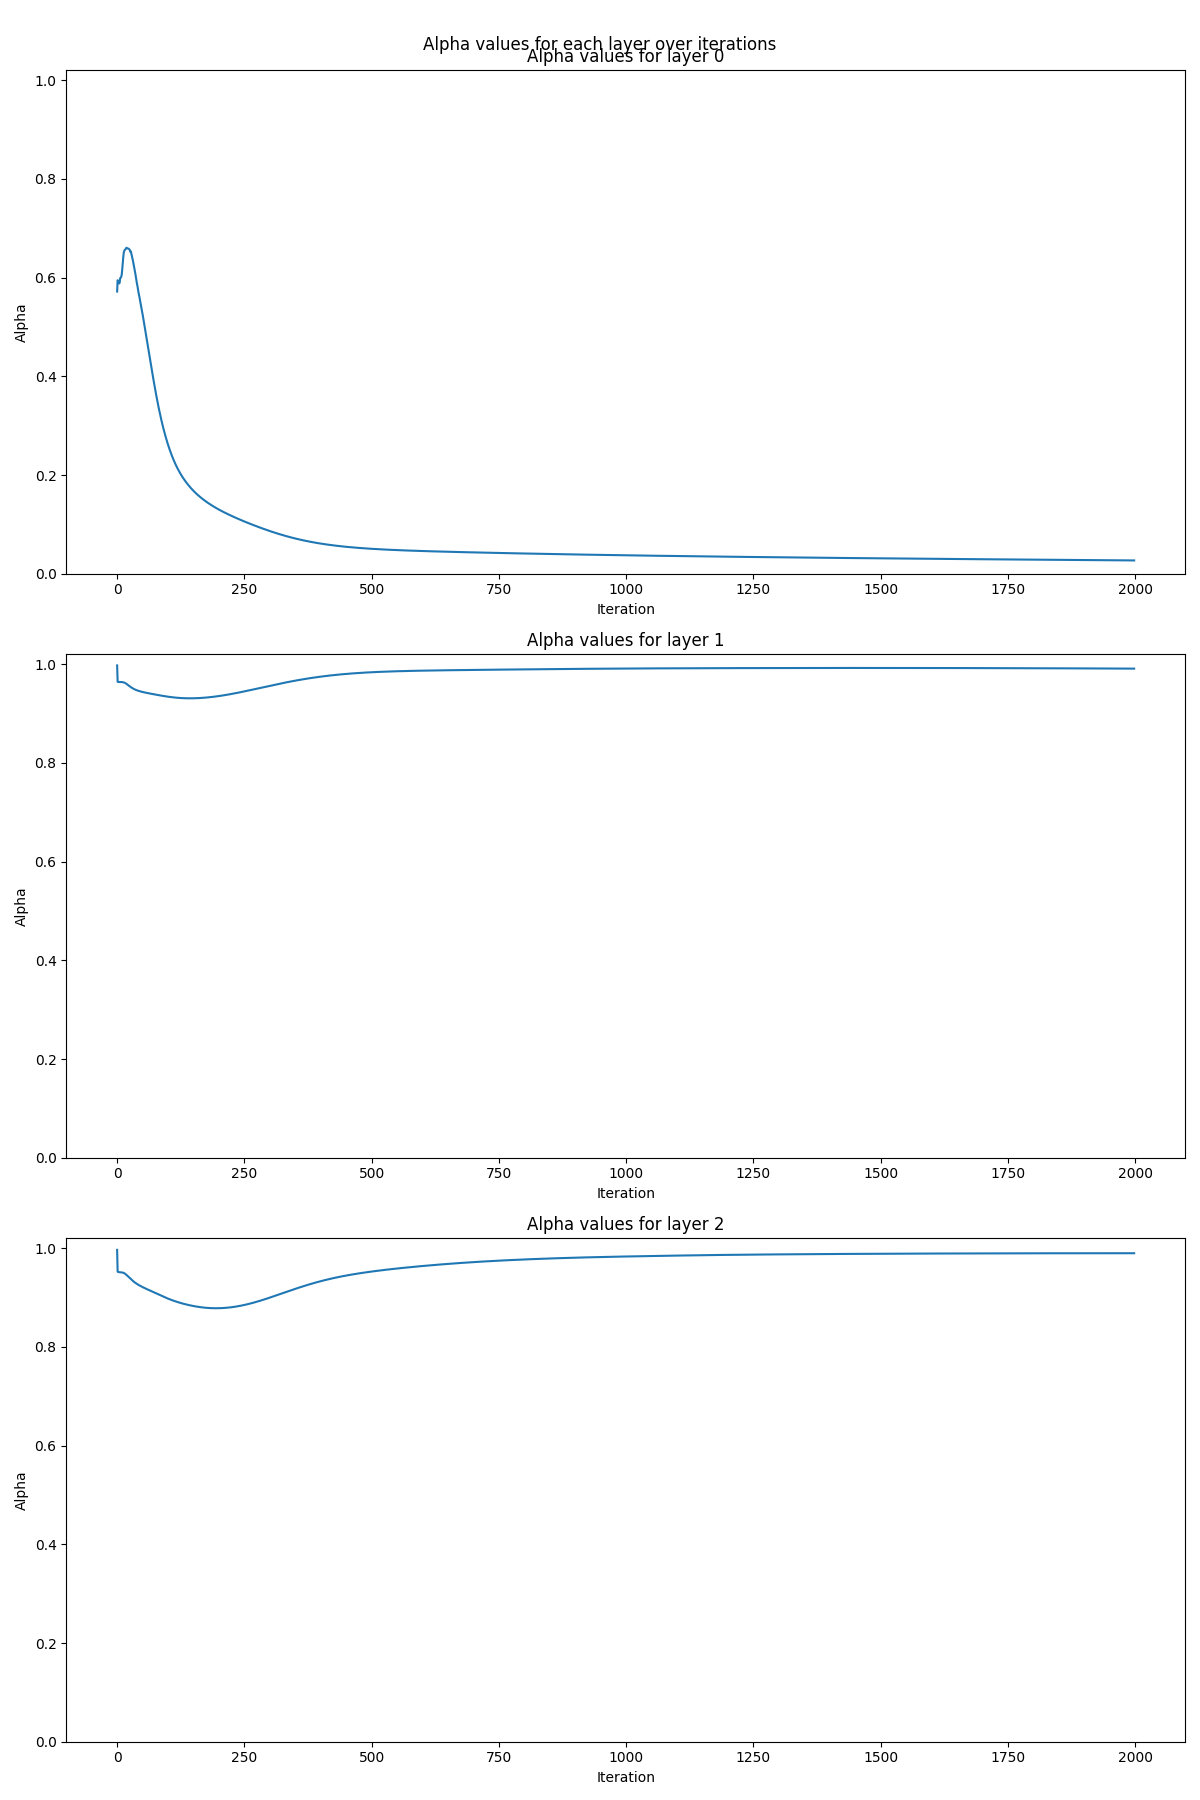 Alpha values for each layer over iterations
Alpha values for layer 0
1.0
0.8
0.6
0.4
0.2
0.0
Alpha
0 250 500 750 1000 1250 1500 1750 2000
Iteration
Alpha values for layer 1
1.0
0.8
0.6
0.4
0.2
0.0
Alpha
0 250 500 750 1000 1250 1500 1750 2000
Iteration
Alpha values for layer 2
1.0
0.8
0.6
0.4
0.2
0.0
Alpha
0 250 500 750 1000 1250 1500 1750 2000
Iteration